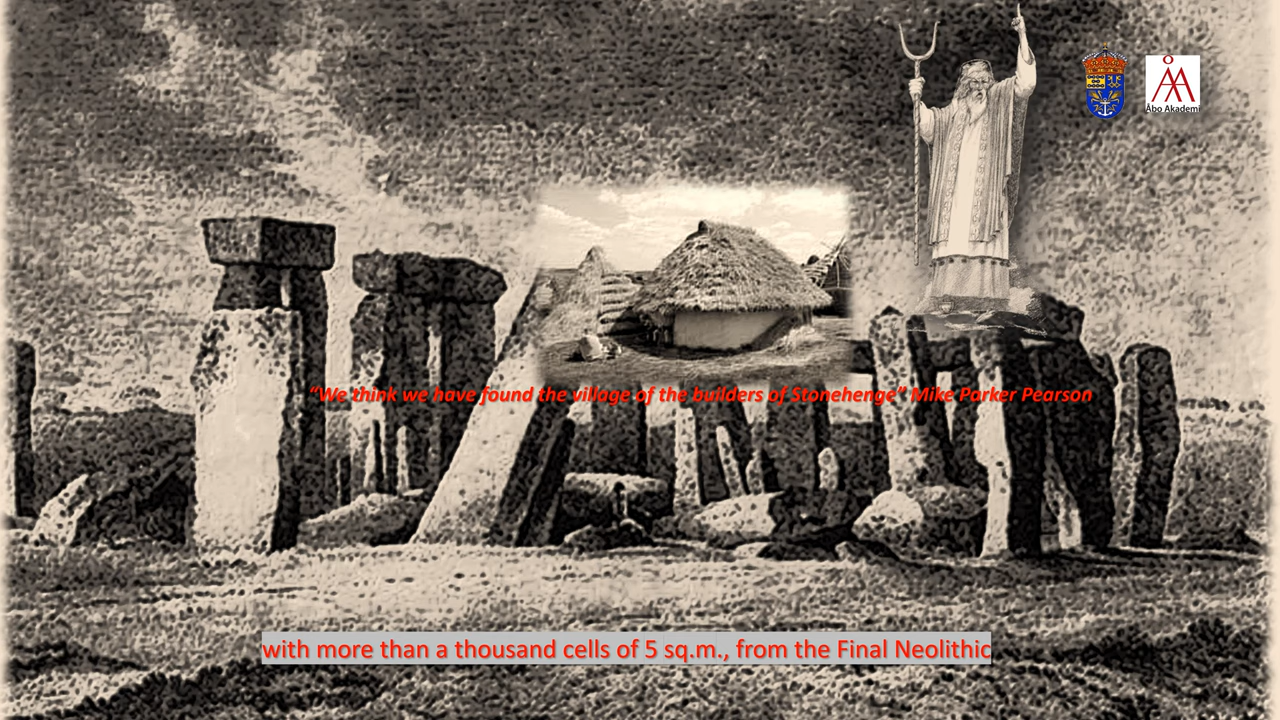 Åbo Akademi
“We think we have found the village of the builders of Stonehenge” Mike Parker Pearson
with more than a thousand cells of 5 sq.m., from the Final Neolithic